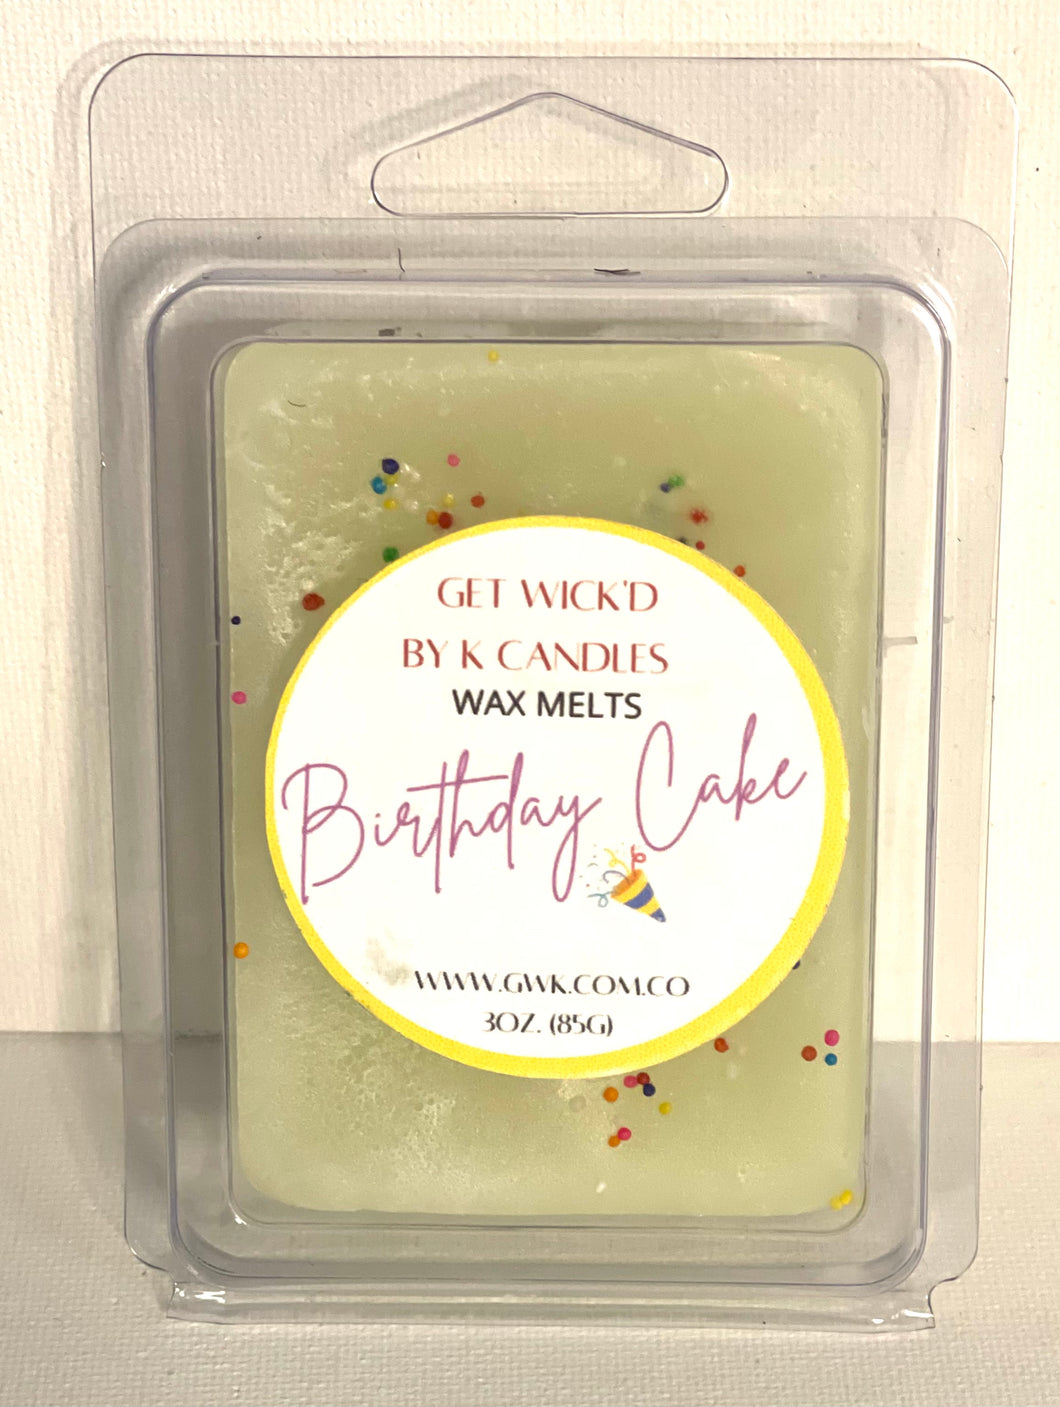 GET WICK'D
BY K CANDLES
WAX MELTS
Birthday Cake
WWW.GWK.COM.CO
3OZ. (85G)